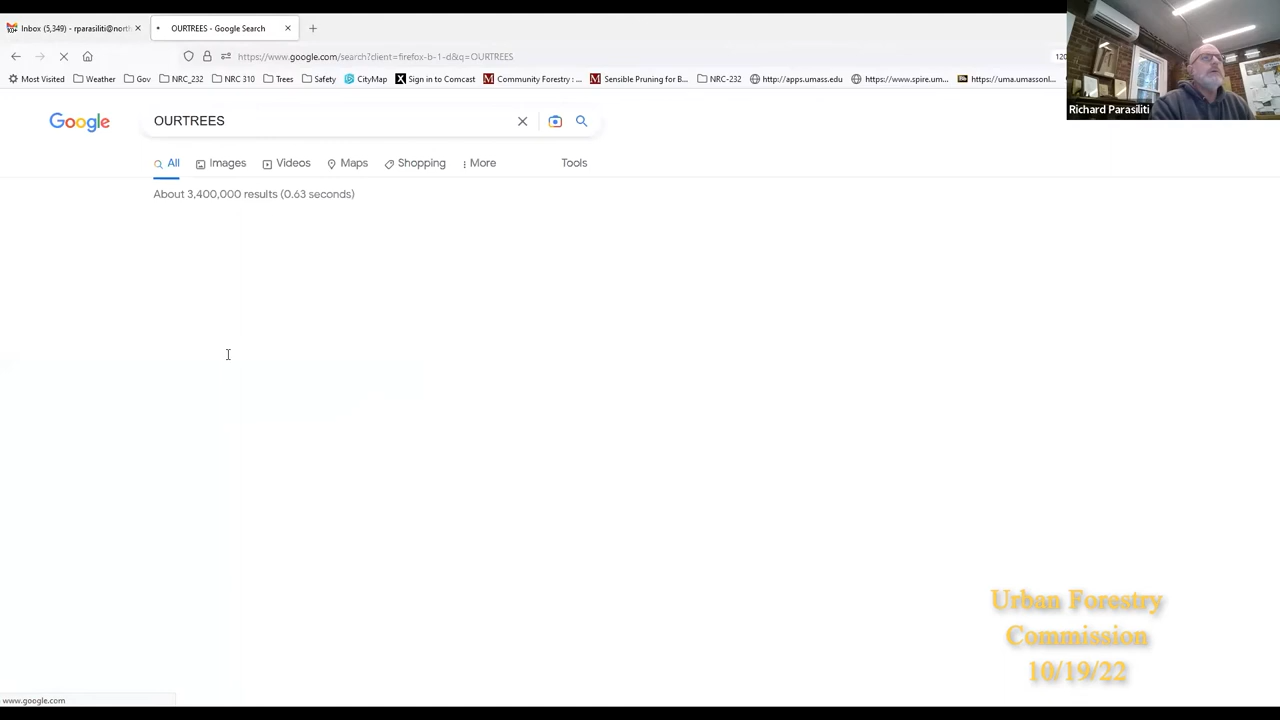 Inbox (5,349) - rparasiliti@nort
OURTREES - Google Search
https://www.google.com/search?client=firefox-b-1-d&q=OURTREES
120
Most Visited
Weather
Gov
NRC_232
NRC 310
Trees
Safety
CityMap
Sign in to Comcast
Community Forestry : ...
Sensible Pruning for B...
NRC-232
http://apps.umass.edu
https://www.spire.um...
https://uma.umassonl...
Richard Parasiliti
Google
OURTREES
All
Images
Videos
Maps
Shopping
More
Tools
About 3,400,000 results (0.63 seconds)
Urban Forestry
Commission
10/19/22
www.google.com